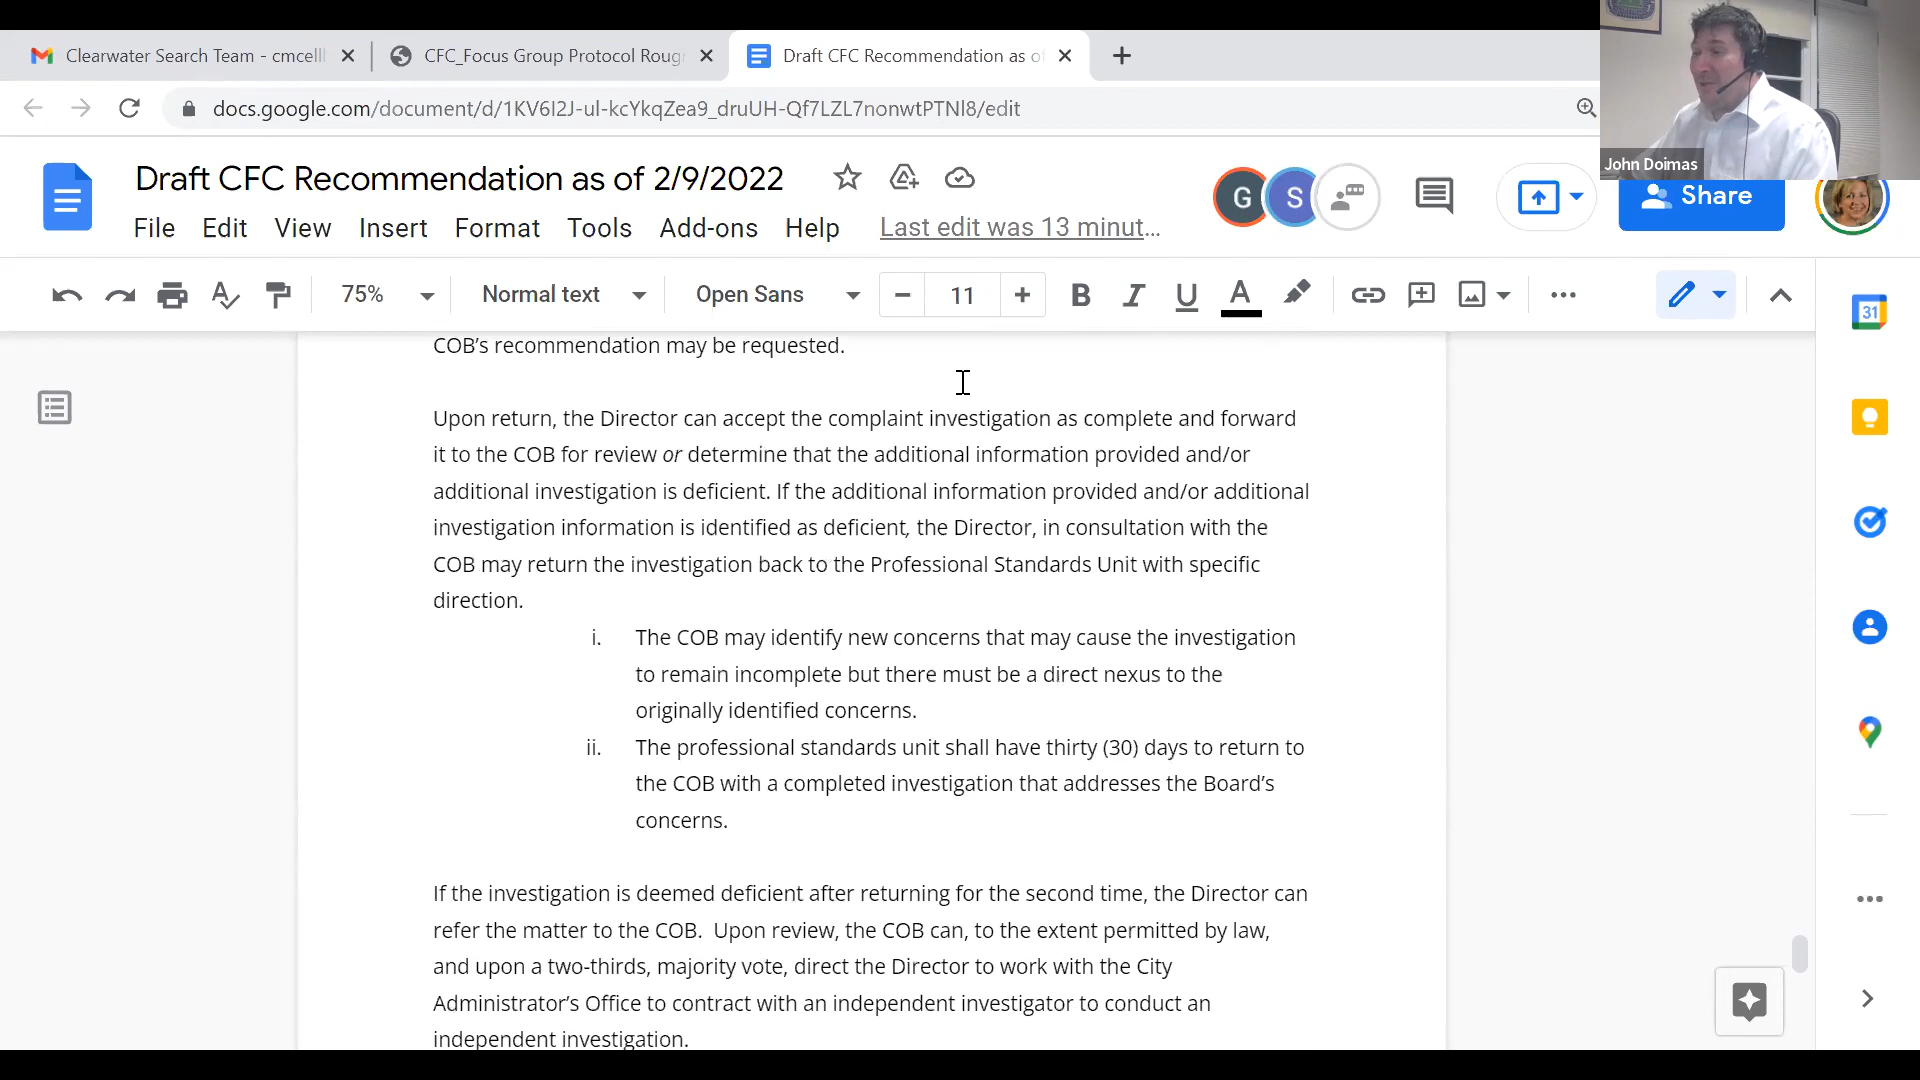 Clearwater Search Team - cmcelll
CFC_Focus Group Protocol Roug
Draft CFC Recommendation as of
docs.google.com/document/d/1KV6I2J-ul-kcYkqZea9_druUH-Qf7LZL7nonwtPTNl8/edit
John Doimas
Draft CFC Recommendation as of 2/9/2022
G
S
Share
File Edit View Insert Format Tools Add-ons Help Last edit was 13 minut...
75% Normal text Open Sans 11 B I U A
31
COB's recommendation may be requested.
Upon return, the Director can accept the complaint investigation as complete and forward
it to the COB for review or determine that the additional information provided and/or
additional investigation is deficient. If the additional information provided and/or additional
investigation information is identified as deficient, the Director, in consultation with the
COB may return the investigation back to the Professional Standards Unit with specific
direction.
i. The COB may identify new concerns that may cause the investigation
to remain incomplete but there must be a direct nexus to the
originally identified concerns.
ii. The professional standards unit shall have thirty (30) days to return to
the COB with a completed investigation that addresses the Board's
concerns.
If the investigation is deemed deficient after returning for the second time, the Director can
refer the matter to the COB. Upon review, the COB can, to the extent permitted by law,
and upon a two-thirds, majority vote, direct the Director to work with the City
Administrator's Office to contract with an independent investigator to conduct an
independent investigation.